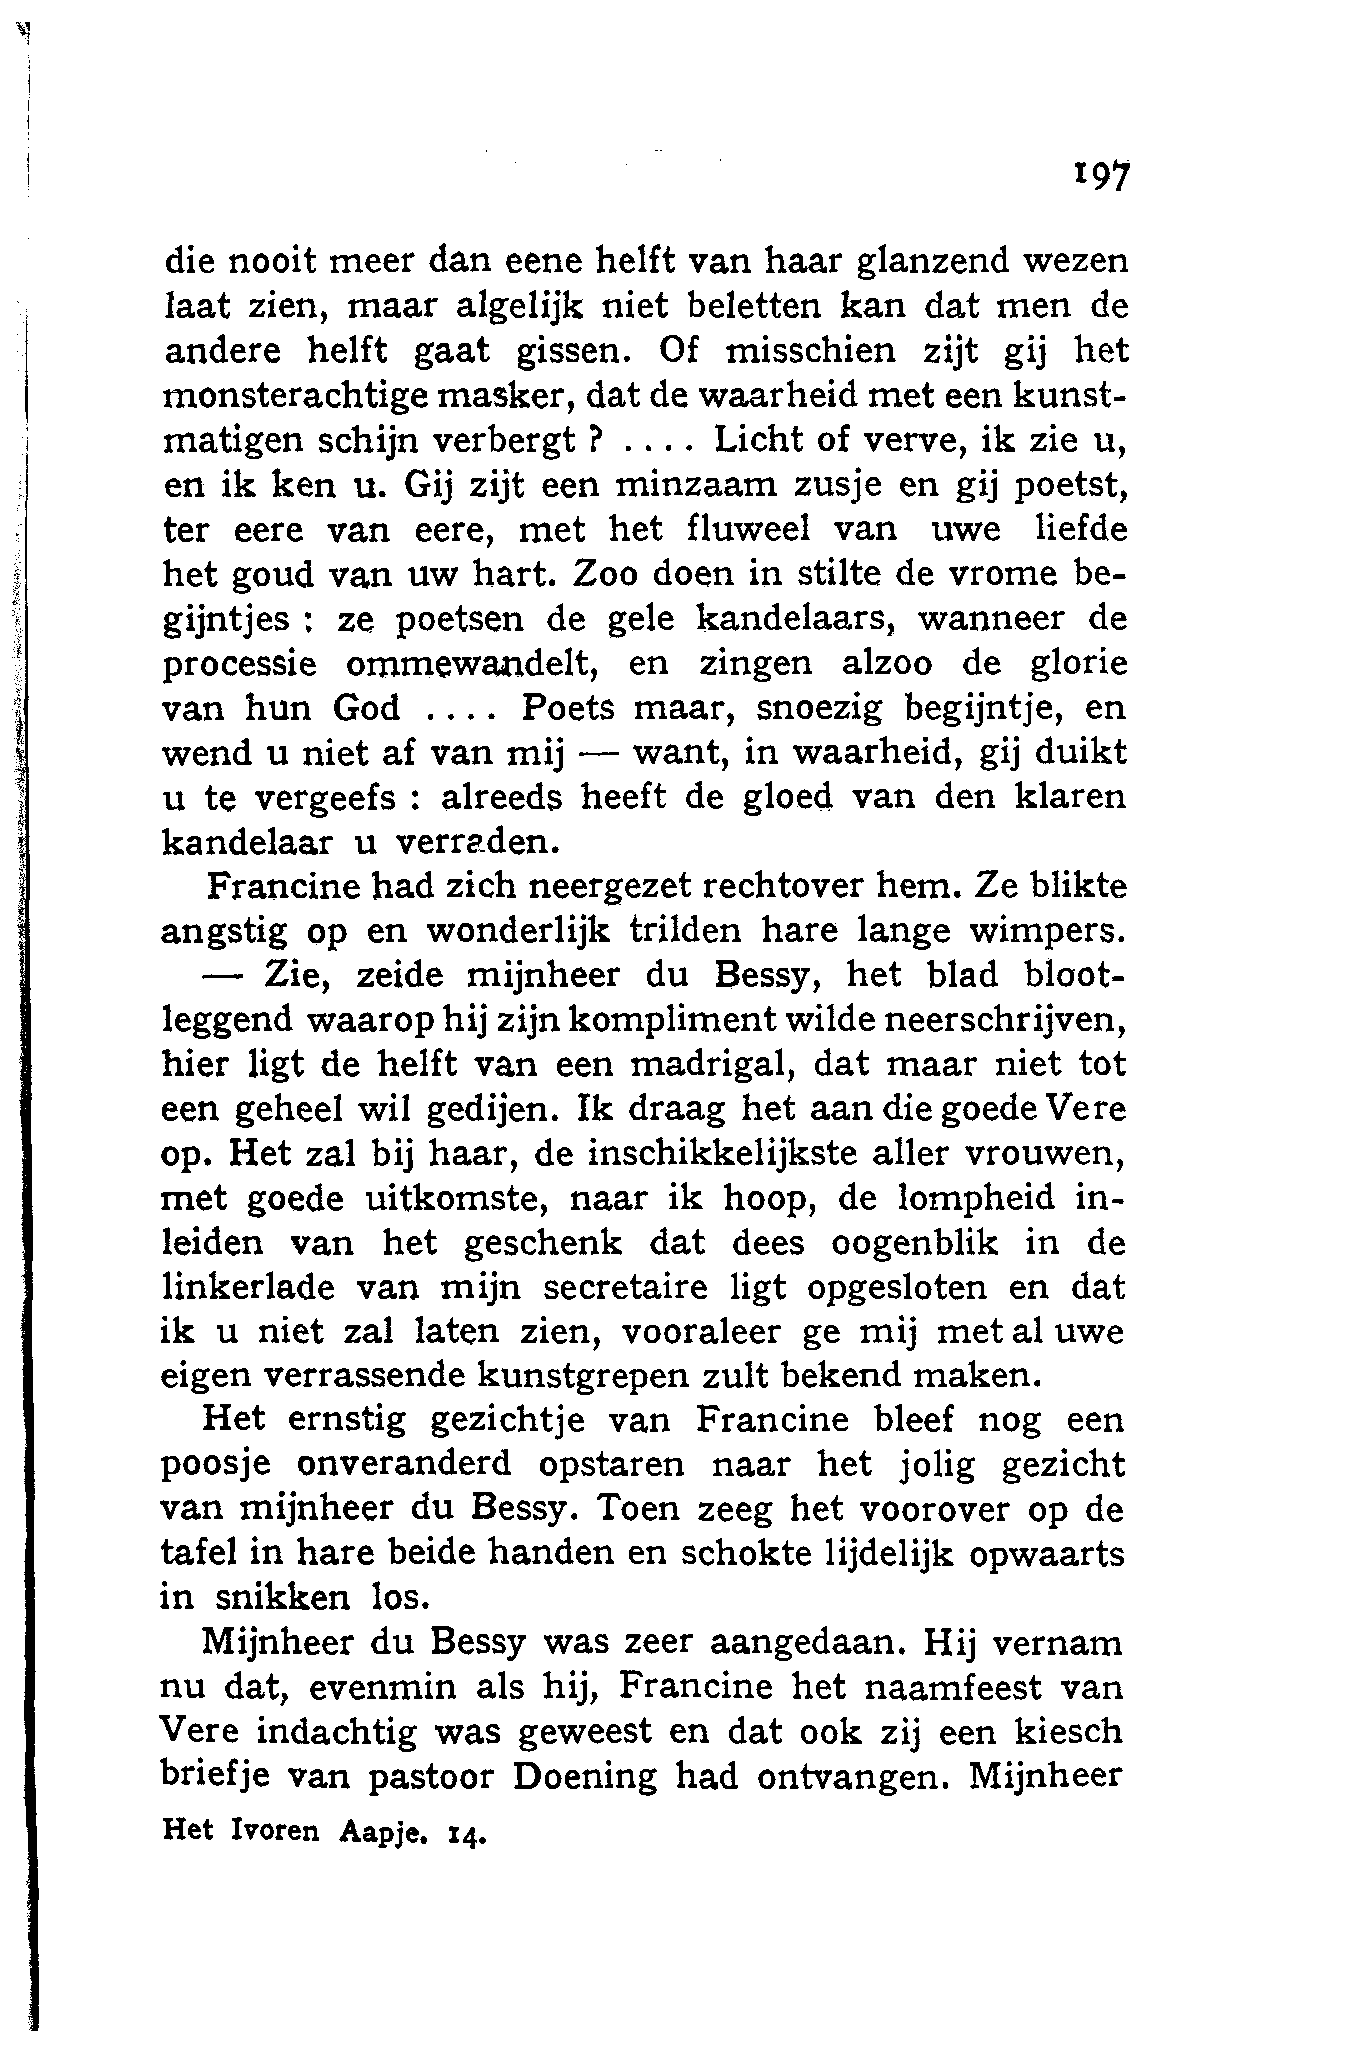 197
die nooit meer dan eene helft van haar glanzend wezen
laat zien, maar algelijk niet beletten kan dat men de
andere helft gaat gissen. Of misschien zijt gij het
monsterachtige masker, dat de waarheid met een kunst-
matigen schijn verbergt ? .... Licht of verve, ik zie u,
en ik ken u. Gij zijt een minzaam zusje en gij poetst,
ter eere van eere, met het fluweel van uwe liefde
het goud van uw hart. Zoo doen in stilte de vrome be-
gijntjes : ze poetsen de gele kandelaars, wanneer de
processie ommewandelt, en zingen alzoo de glorie
van hun God .... Poets maar, snoezig begijntje, en
wend u niet af van mij — want, in waarheid, gij duikt
u te vergeefs : alreeds heeft de gloed van den klaren
kandelaar u verraden.
Francine had zich neergezet rechtover hem. Ze blikte
angstig op en wonderlijk trilden hare lange wimpers.
— Zie, zeide mijnheer du Bessy, het blad bloot-
leggend waarop hij zijn kompliment wilde neerschrijven,
hier ligt de helft van een madrigal, dat maar niet tot
een geheel wil gedijen. Ik draag het aan die goede Vere
op. Het zal bij haar, de inschikkelijkste aller vrouwen,
met goede uitkomste, naar ik hoop, de lompheid in-
leiden van het geschenk dat dees oogenblik in de
linkerlade van mijn secretaire ligt opgesloten en dat
ik u niet zal laten zien, vooraleer ge mij met al uwe
eigen verrassende kunstgrepen zult bekend maken.
Het ernstig gezichtje van Francine bleef nog een
poosje onveranderd opstaren naar het jolig gezicht
van mijnheer du Bessy. Toen zeeg het voorover op de
tafel in hare beide handen en schokte lijdelijk opwaarts
in snikken los.
Mijnheer du Bessy was zeer aangedaan. Hij vernam
nu dat, evenmin als hij, Francine het naamfeest van
Vere indachtig was geweest en dat ook zij een kiesch
briefje van pastoor Doening had ontvangen. Mijnheer
Het Ivoren Aapje. 14.